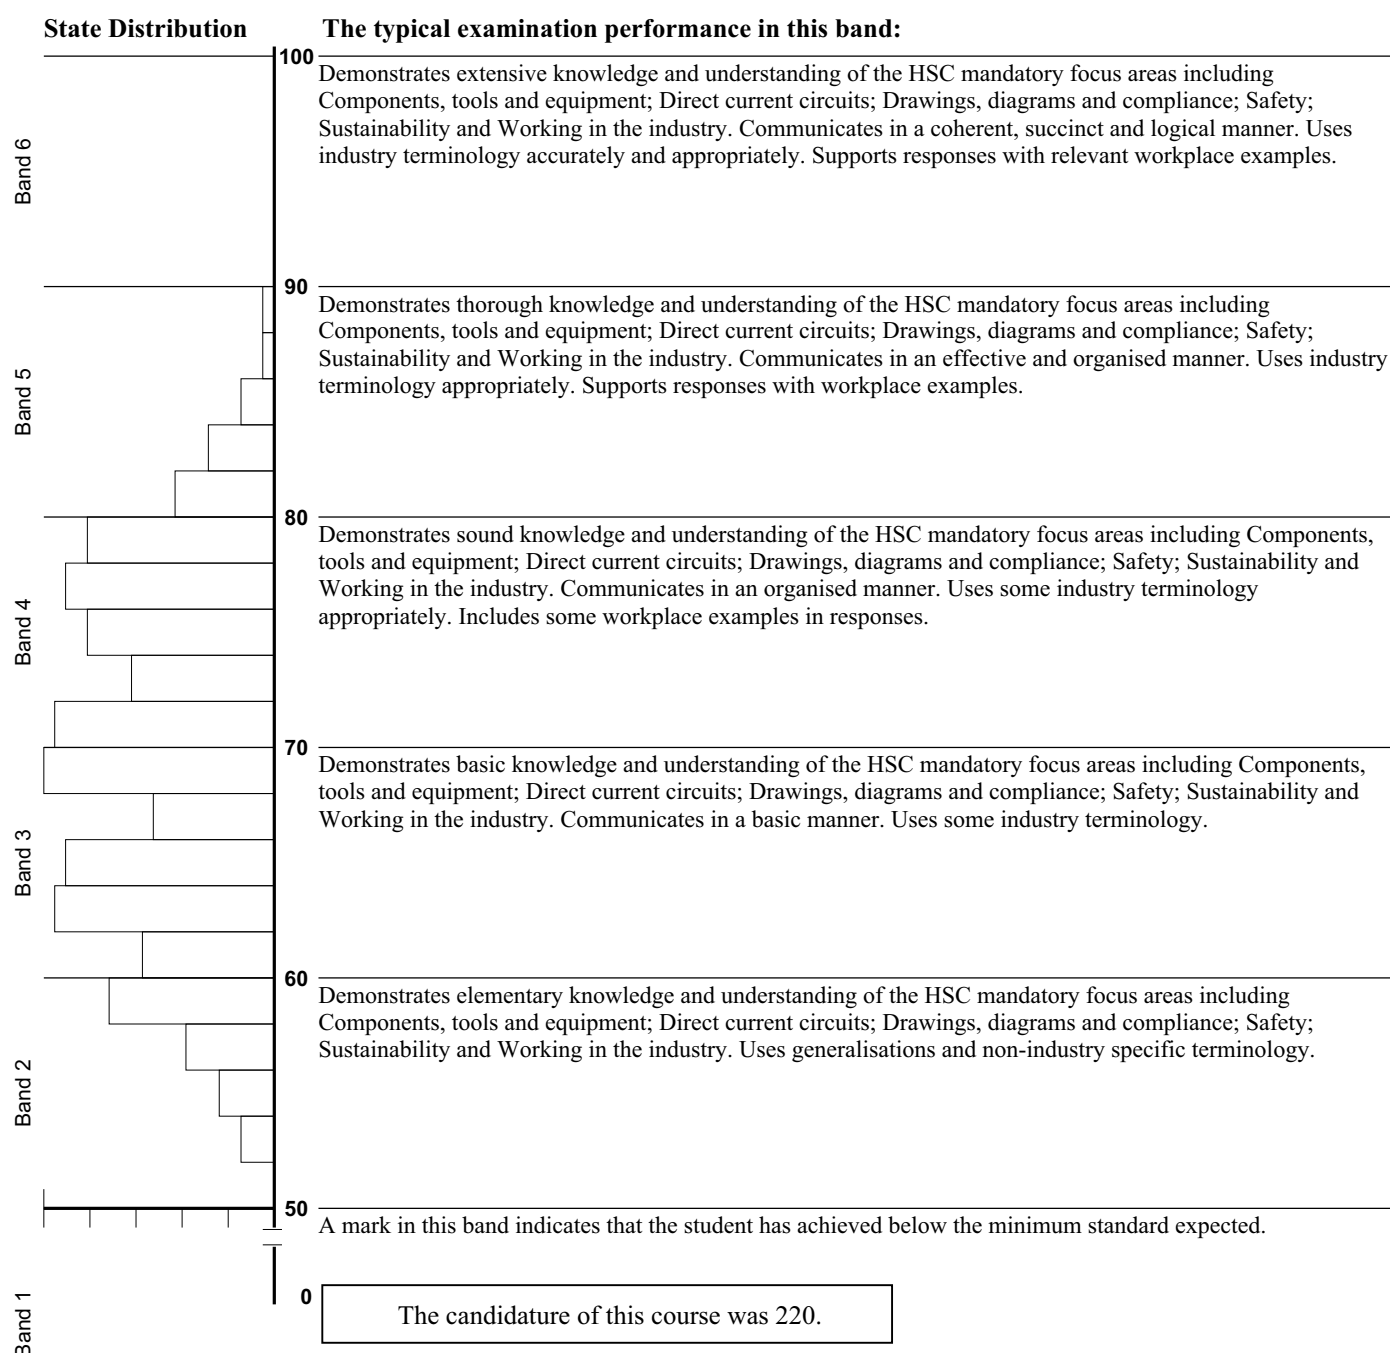 State Distribution
The typical examination performance in this band:
100
Demonstrates extensive knowledge and understanding of the HSC mandatory focus areas including
Components, tools and equipment; Direct current circuits; Drawings, diagrams and compliance; Safety;
Sustainability and Working in the industry. Communicates in a coherent, succinct and logical manner. Uses
industry terminology accurately and appropriately. Supports responses with relevant workplace examples.
Band 6
90
Demonstrates thorough knowledge and understanding of the HSC mandatory focus areas including
Components, tools and equipment; Direct current circuits; Drawings, diagrams and compliance; Safety;
Sustainability and Working in the industry. Communicates in an effective and organised manner. Uses industry
terminology appropriately. Supports responses with workplace examples.
Band 5
80
Demonstrates sound knowledge and understanding of the HSC mandatory focus areas including Components,
tools and equipment; Direct current circuits; Drawings, diagrams and compliance; Safety; Sustainability and
Working in the industry. Communicates in an organised manner. Uses some industry terminology
appropriately. Includes some workplace examples in responses.
Band 4
70
Demonstrates basic knowledge and understanding of the HSC mandatory focus areas including Components,
tools and equipment; Direct current circuits; Drawings, diagrams and compliance; Safety; Sustainability and
Working in the industry. Communicates in a basic manner. Uses some industry terminology.
Band 3
60
Demonstrates elementary knowledge and understanding of the HSC mandatory focus areas including
Components, tools and equipment; Direct current circuits; Drawings, diagrams and compliance; Safety;
Sustainability and Working in the industry. Uses generalisations and non-industry specific terminology.
Band 2
50
A mark in this band indicates that the student has achieved below the minimum standard expected.
0
Band 1
The candidature of this course was 220.